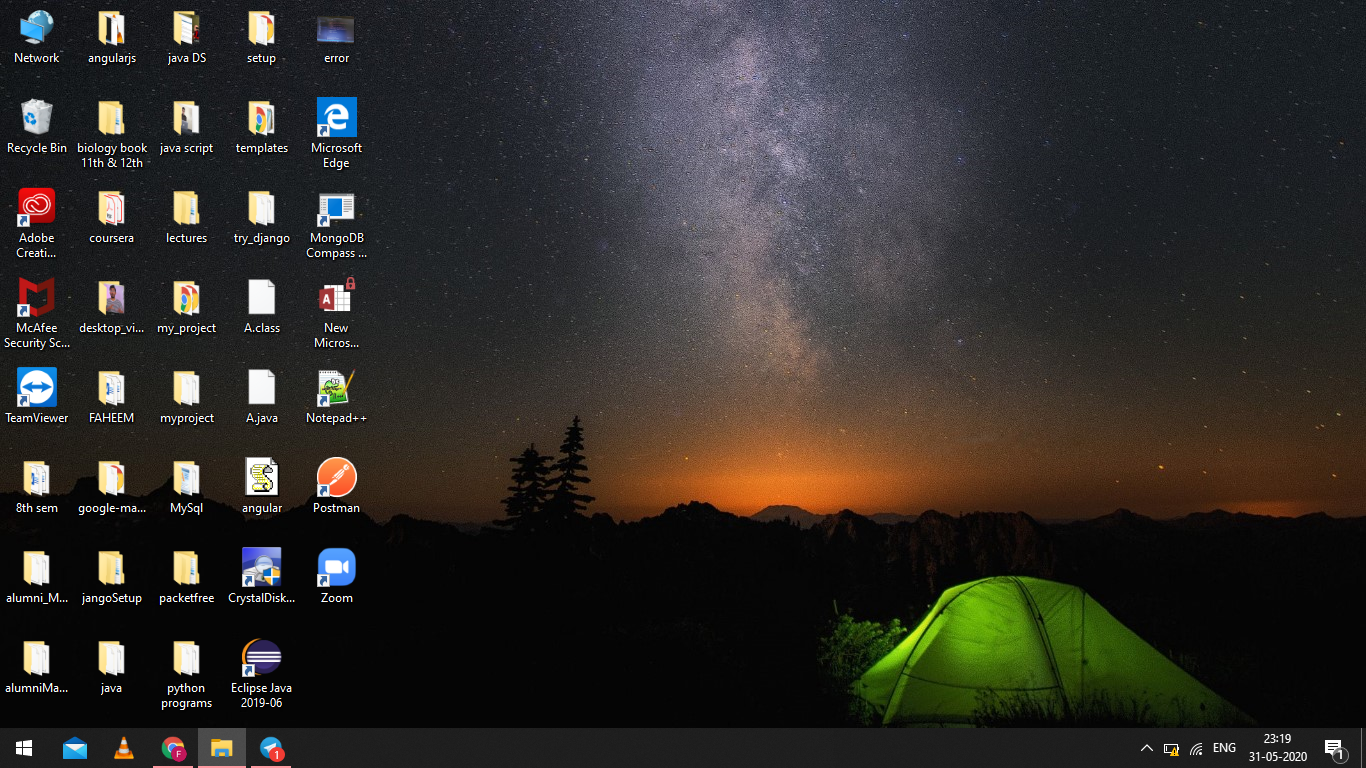 Network
angularjs
java DS
setup
error
Recycle Bin
biology book
11th & 12th
java script
templates
Microsoft
Edge
Adobe
Creati...
coursera
lectures
try_django
MongoDB
Compass ...
McAfee
Security Sc...
desktop_vi...
my_project
A.class
New
Micros...
TeamViewer
FAHEEM
myproject
A.java
Notepad++
8th sem
google-ma...
MySql
angular
Postman
alumni_M...
jangoSetup
packetfree
CrystalDisk...
Zoom
alumniMa...
java
python
programs
Eclipse Java
2019-06
F
1
ENG
23:19
31-05-2020
1